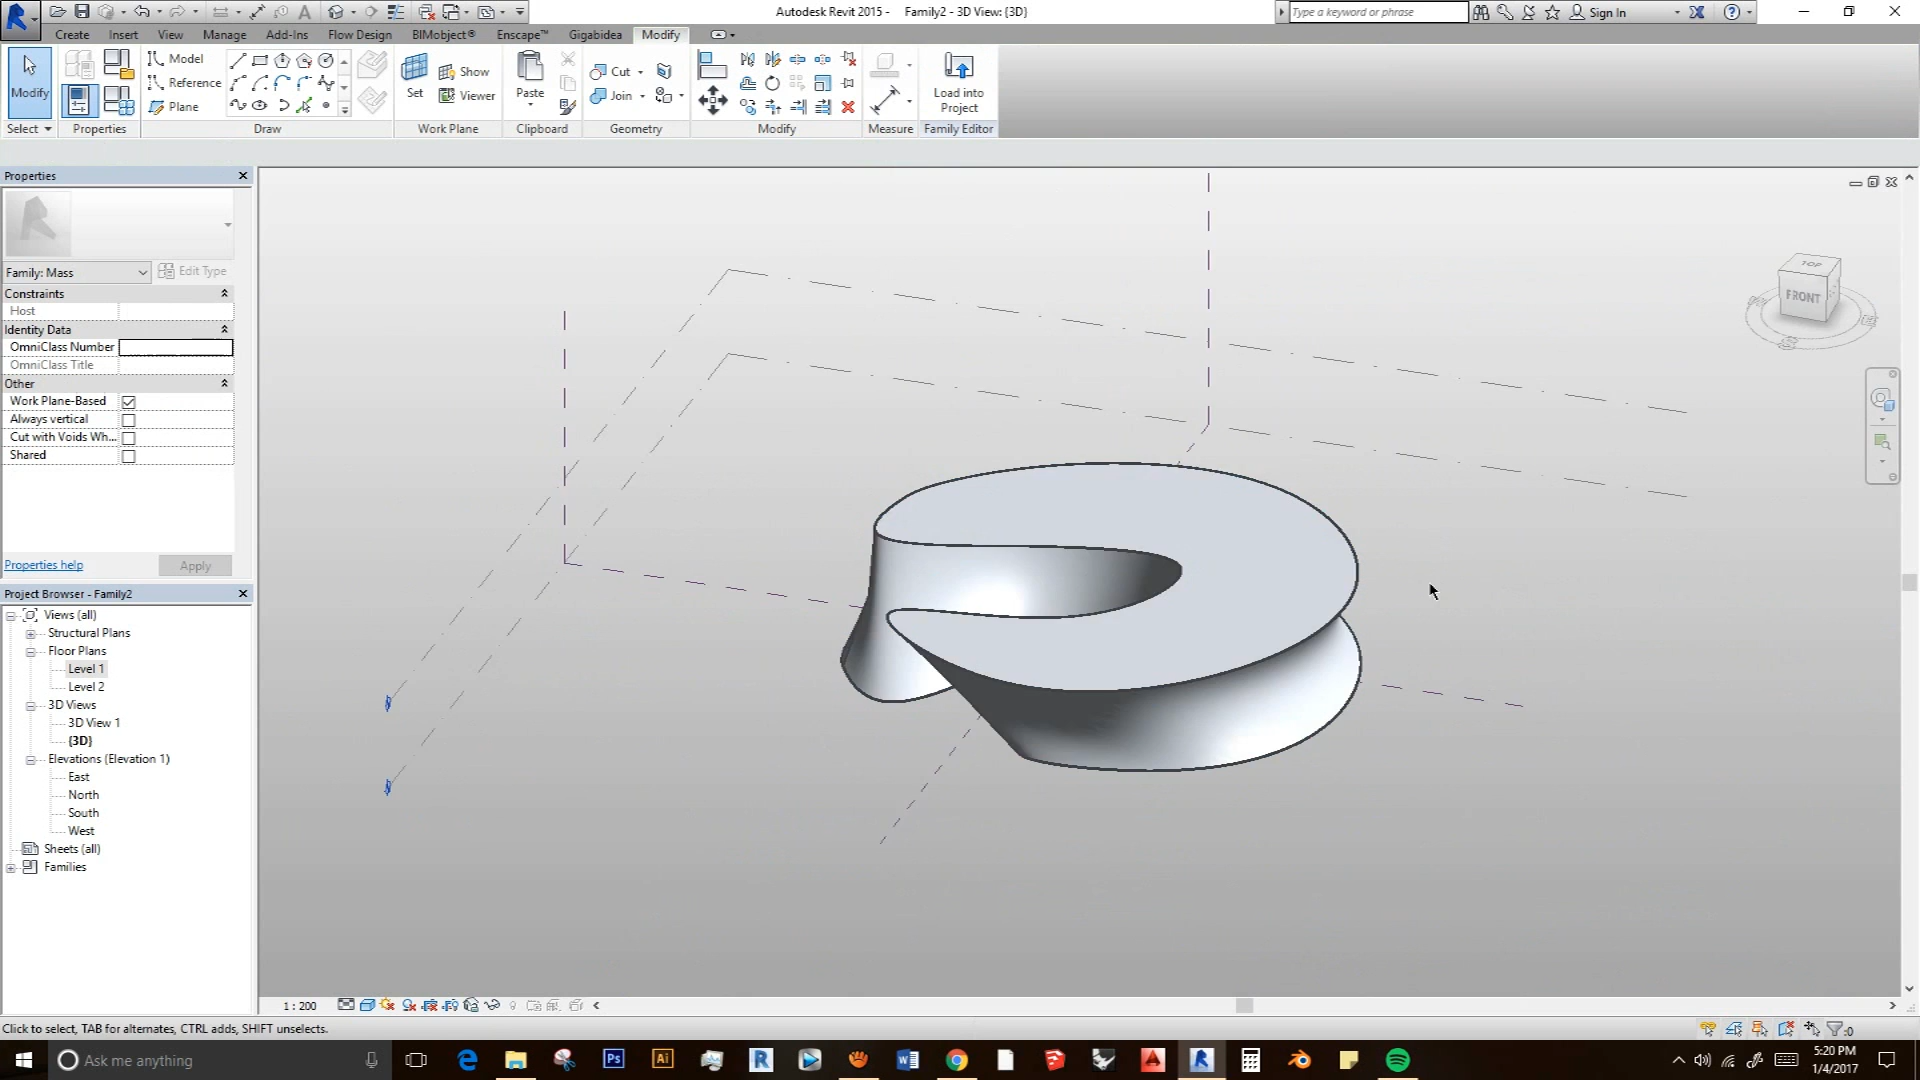 Autodesk Revit 2015 - Family2 - 3D View: {3D}
Type a keyword or phrase
Sign In
Create Insert View Manage Add-Ins Flow Design BIMobject® Enscape™ Gigabidea Modify
Modify
Model
Reference
Plane
Set
Show
Viewer
Paste
Cut
Join
Load into
Project
Select Properties Draw Work Plane Clipboard Geometry Modify Measure Family Editor
Properties
Family: Mass
Edit Type
Constraints
Host
Identity Data
OmniClass Number
OmniClass Title
Other
Work Plane-Based
Always vertical
Cut with Voids Wh...
Shared
Properties help
Apply
Project Browser - Family2
Views (all)
Structural Plans
Floor Plans
Level 1
Level 2
3D Views
3D View 1
{3D}
Elevations (Elevation 1)
East
North
South
West
Sheets (all)
Families
TOP
FRONT
1 : 200
Click to select, TAB for alternates, CTRL adds, SHIFT unselects.
:0
Ask me anything
Ps
Ai
5:20 PM
1/4/2017